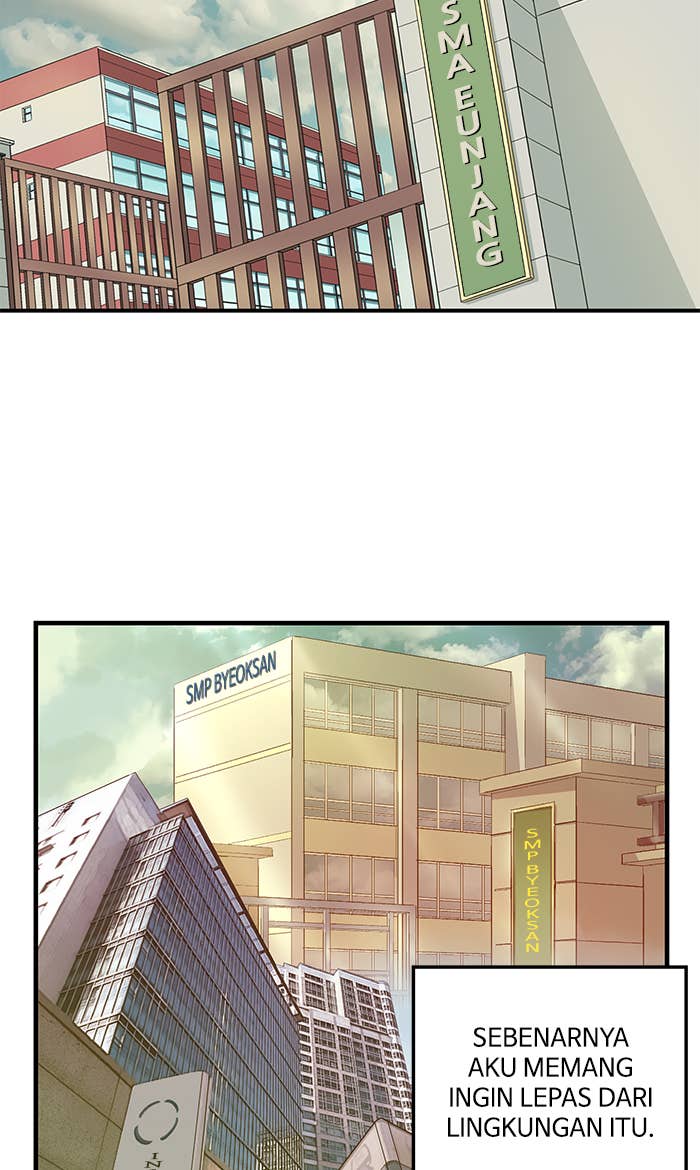 SMA EUNJANG
SMP BYEOKSAN
SMP BYEOKSAN
SEBENARNYA
AKU MEMANG
INGIN LEPAS DARI
LINGKUNGAN ITU.